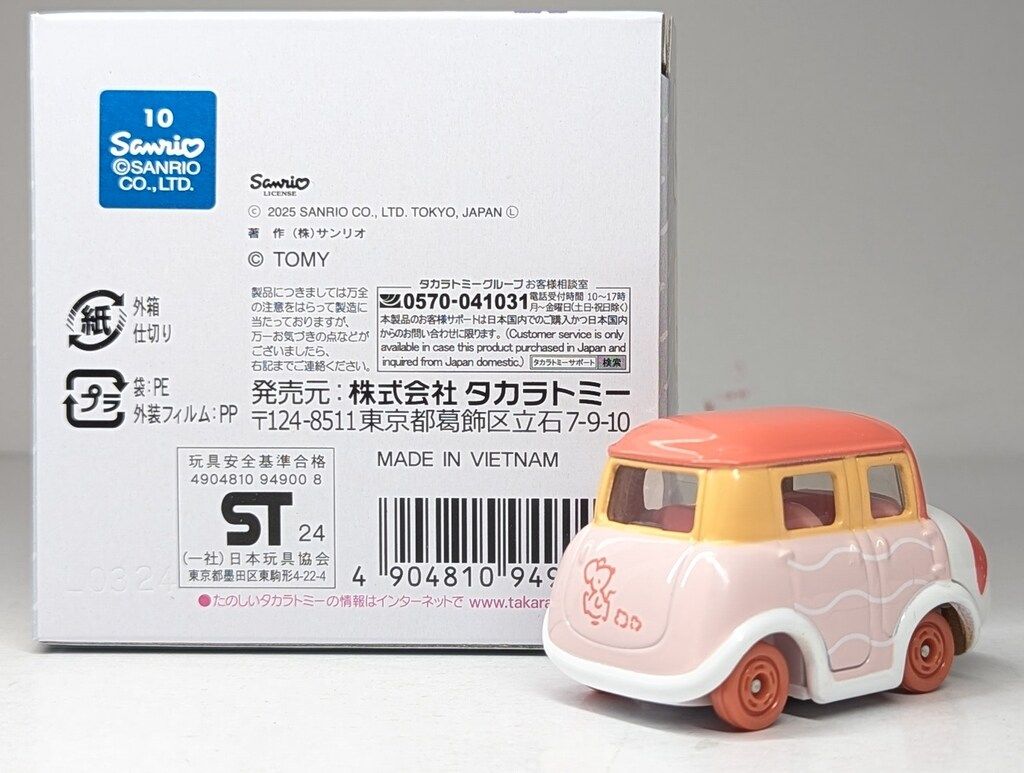 10
Sanrio
©SANRIO
CO., LTD.
Sanrio
LICENSE
© 2025 SANRIO CO., LTD. TOKYO, JAPAN Ⓛ
著 作 (株)サンリオ
© TOMY
紙
外箱
仕切り
プラ
袋:PE
外装フィルム:PP
製品につきましては万全
の注意をはらって製造に
当たっておりますが、
万一お気づきの点などが
ございましたら、
右記までご連絡ください。
タカラトミーグループ お客様相談室
0570-041031 電話受付時間 10〜17時
月〜金曜日(土日・祝日除く)
本製品のお客様サポートは日本国内でのご購入かつ日本国内
からのお問い合わせに限ります。(Customer service is only
available in case this product purchased in Japan and
inquired from Japan domestic.) タカラトミーサポート 検索
発売元:株式会社 タカラトミー
〒124-8511 東京都葛飾区立石7-9-10
MADE IN VIETNAM
玩具安全基準合格
4904810 94900 8
ST 24
(一社)日本玩具協会
東京都墨田区東駒形4-22-4
4 904810 949
●たのしいタカラトミーの情報はインターネットで www.takara